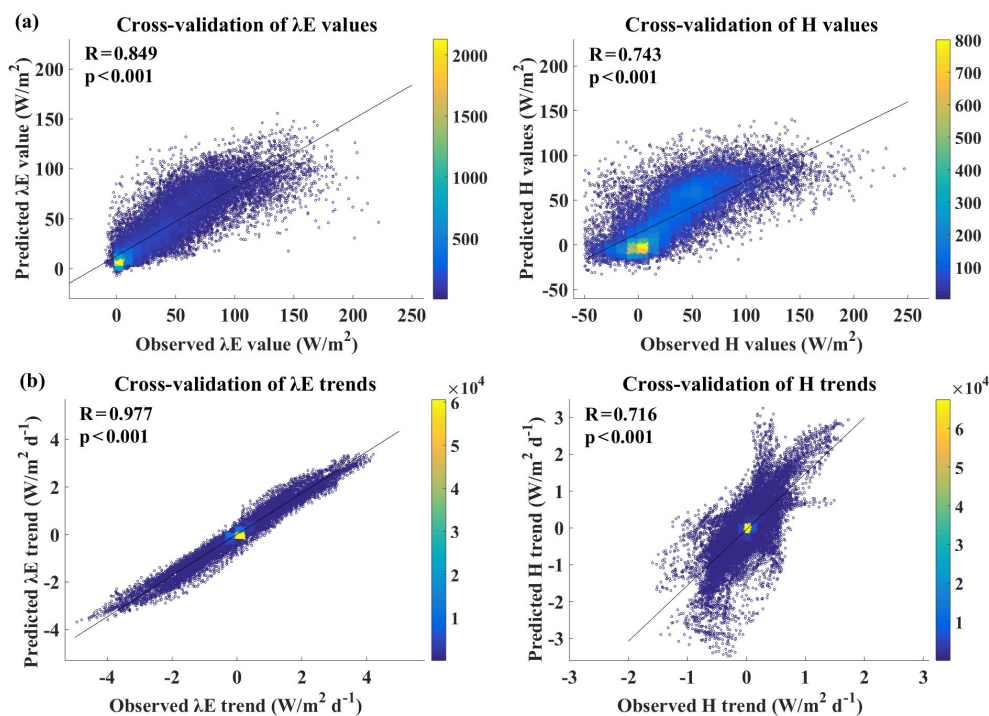 (a)
Cross-validation of λE values
R=0.849
p<0.001
Predicted λE value (W/m²)
200
150
100
50
0
0 50 100 150 200 250
Observed λE value (W/m²)
2000
1500
1000
500
Cross-validation of H values
R=0.743
p<0.001
Predicted H values (W/m²)
200
150
100
50
0
-50
-50 0 50 100 150 200 250
Observed H values (W/m²)
800
700
600
500
400
300
200
100
(b)
Cross-validation of λE trends
R=0.977
p<0.001
Predicted λE trend (W/m² d⁻¹)
4
2
0
-2
-4
-4 -2 0 2 4
Observed λE trend (W/m² d⁻¹)
×10⁴
6
5
4
3
2
1
Cross-validation of H trends
R=0.716
p<0.001
Predicted H trend (W/m² d⁻¹)
3
2
1
0
-1
-2
-3
-3 -2 -1 0 1 2 3
Observed H trend (W/m² d⁻¹)
×10⁴
6
5
4
3
2
1